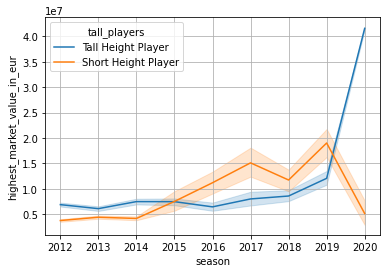 1e7
tall_players
Tall Height Player
Short Height Player
highest_market_value_in_eur
4.0
3.5
3.0
2.5
2.0
1.5
1.0
0.5
2012 2013 2014 2015 2016 2017 2018 2019 2020
season